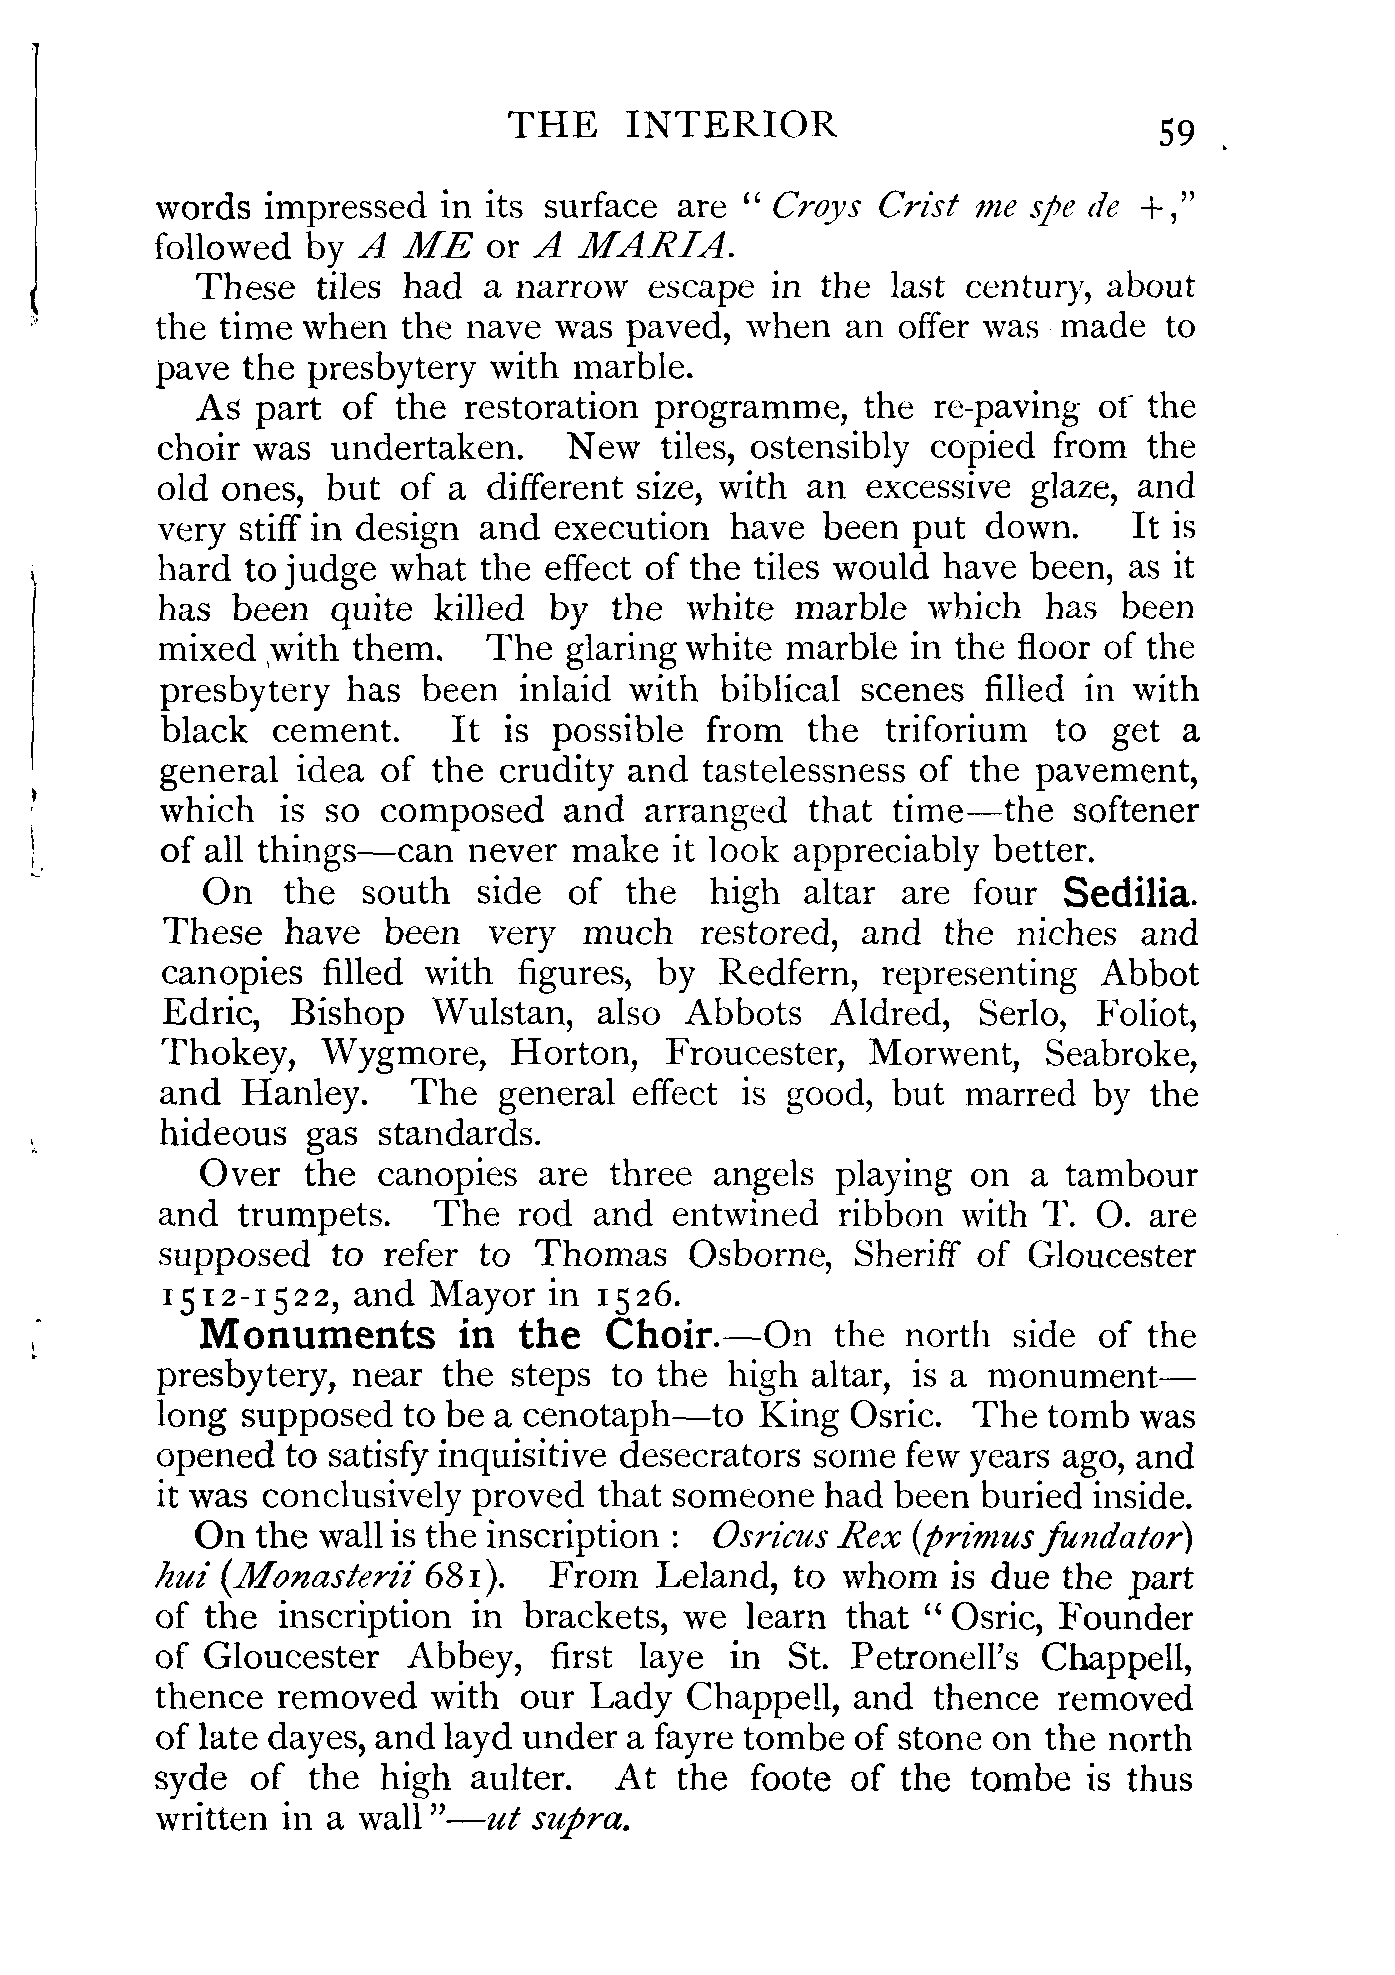 THE INTERIOR 59
words impressed in its surface are “ Croys Crist me spe de +,”
followed by A ME or A MARIA.
These tiles had a narrow escape in the last century, about
the time when the nave was paved, when an offer was made to
pave the presbytery with marble.
As part of the restoration programme, the re-paving of the
choir was undertaken. New tiles, ostensibly copied from the
old ones, but of a different size, with an excessive glaze, and
very stiff in design and execution have been put down. It is
hard to judge what the effect of the tiles would have been, as it
has been quite killed by the white marble which has been
mixed with them. The glaring white marble in the floor of the
presbytery has been inlaid with biblical scenes filled in with
black cement. It is possible from the triforium to get a
general idea of the crudity and tastelessness of the pavement,
which is so composed and arranged that time—the softener
of all things—can never make it look appreciably better.
On the south side of the high altar are four Sedilia.
These have been very much restored, and the niches and
canopies filled with figures, by Redfern, representing Abbot
Edric, Bishop Wulstan, also Abbots Aldred, Serlo, Foliot,
Thokey, Wygmore, Horton, Froucester, Morwent, Seabroke,
and Hanley. The general effect is good, but marred by the
hideous gas standards.
Over the canopies are three angels playing on a tambour
and trumpets. The rod and entwined ribbon with T. O. are
supposed to refer to Thomas Osborne, Sheriff of Gloucester
1512-1522, and Mayor in 1526.
Monuments in the Choir.—On the north side of the
presbytery, near the steps to the high altar, is a monument—
long supposed to be a cenotaph—to King Osric. The tomb was
opened to satisfy inquisitive desecrators some few years ago, and
it was conclusively proved that someone had been buried inside.
On the wall is the inscription : Osricus Rex (primus fundator)
hui (Monasterii 681). From Leland, to whom is due the part
of the inscription in brackets, we learn that “ Osric, Founder
of Gloucester Abbey, first laye in St. Petronell’s Chappell,
thence removed with our Lady Chappell, and thence removed
of late dayes, and layd under a fayre tombe of stone on the north
syde of the high aulter. At the foote of the tombe is thus
written in a wall ”—ut supra.